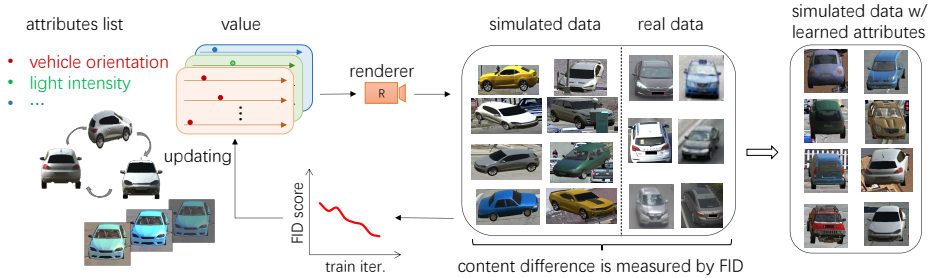 attributes list
• vehicle orientation
• light intensity
• ...
value
renderer
R
updating
FID score
train iter.
simulated data
real data
content difference is measured by FID
simulated data w/
learned attributes